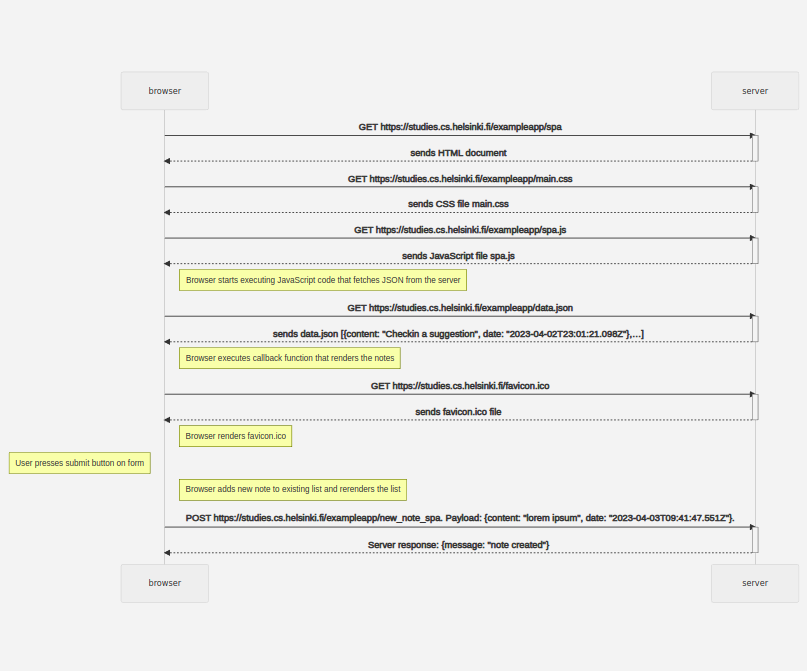 browser
server
GET https://studies.cs.helsinki.fi/exampleapp/spa
sends HTML document
GET https://studies.cs.helsinki.fi/exampleapp/main.css
sends CSS file main.css
GET https://studies.cs.helsinki.fi/exampleapp/spa.js
sends JavaScript file spa.js
Browser starts executing JavaScript code that fetches JSON from the server
GET https://studies.cs.helsinki.fi/exampleapp/data.json
sends data.json [{content: "Checkin a suggestion", date: "2023-04-02T23:01:21.098Z"},…]
Browser executes callback function that renders the notes
GET https://studies.cs.helsinki.fi/favicon.ico
sends favicon.ico file
Browser renders favicon.ico
User presses submit button on form
Browser adds new note to existing list and rerenders the list
POST https://studies.cs.helsinki.fi/exampleapp/new_note_spa. Payload: {content: "lorem ipsum", date: "2023-04-03T09:41:47.551Z"}.
Server response: {message: "note created"}
browser
server